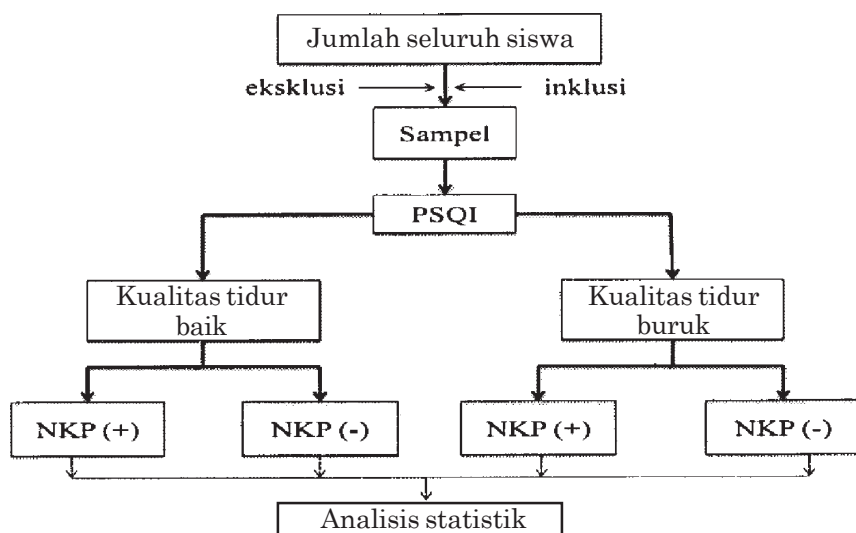 Jumlah seluruh siswa
eksklusi
inklusi
Sampel
PSQI
Kualitas tidur
baik
Kualitas tidur
buruk
NKP (+)
NKP (-)
NKP (+)
NKP (-)
Analisis statistik